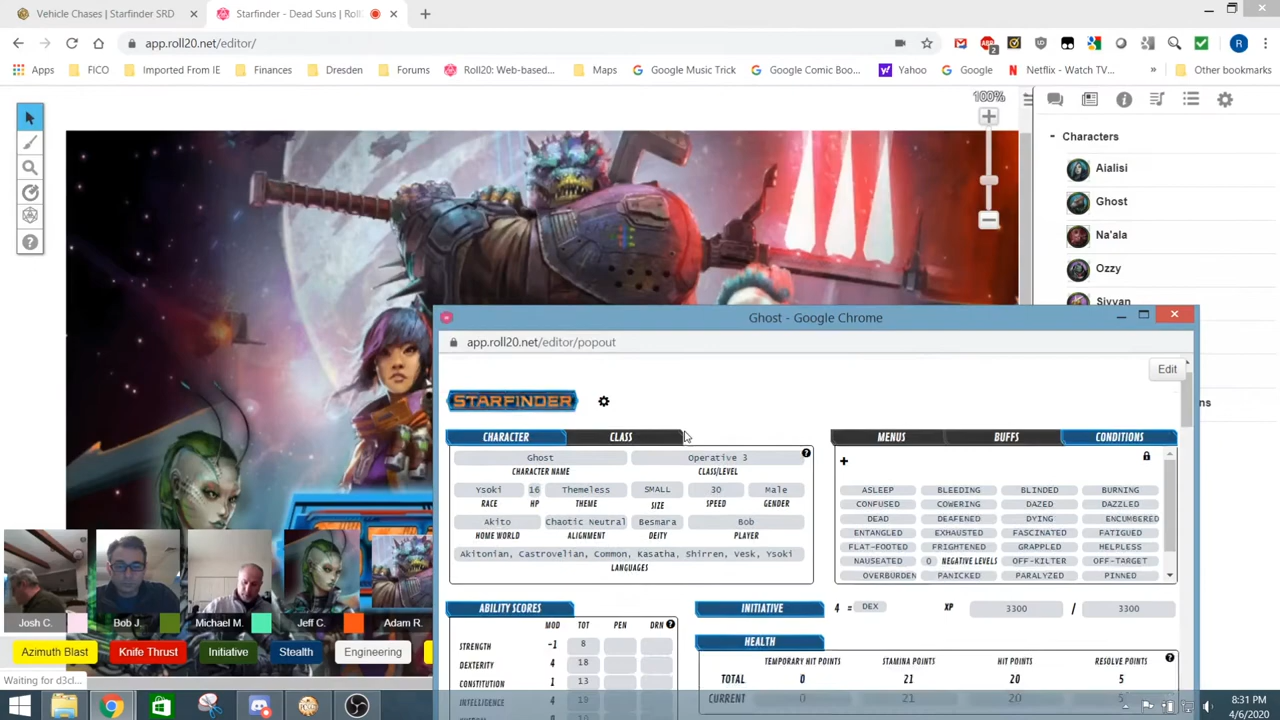 Vehicle Chases | Starfinder SRD
Starfinder - Dead Suns | Roll
app.roll20.net/editor/
2
R
Apps
FICO
Imported From IE
Finances
Dresden
Forums
Roll20: Web-based...
Maps
Google Music Trick
Google Comic Boo...
Yahoo
Google
Netflix - Watch TV...
»
Other bookmarks
100%
Characters
Aialisi
Ghost
Na'ala
Ozzy
Siyyan
Ghost - Google Chrome
app.roll20.net/editor/popout
Edit
STARFINDER
CHARACTER CLASS
Ghost Operative 3
CHARACTER NAME CLASS/LEVEL
Ysoki 16 Themeless SMALL 30 Male
RACE HP THEME SIZE SPEED GENDER
Akito Chaotic Neutral Besmara Bob
HOME WORLD ALIGNMENT DEITY PLAYER
Akitonian, Castrovelian, Common, Kasatha, Shirren, Vesk, Ysoki
LANGUAGES
MENUS BUFFS CONDITIONS
ASLEEP BLEEDING BLINDED BURNING
CONFUSED COWERING DAZED DAZZLED
DEAD DEAFENED DYING ENCUMBERED
ENTANGLED EXHAUSTED FASCINATED FATIGUED
FLAT-FOOTED FRIGHTENED GRAPPLED HELPLESS
NAUSEATED 0 NEGATIVE LEVELS OFF-KILTER OFF-TARGET
OVERBURDEN PANICKED PARALYZED PINNED
ABILITY SCORES MOD TOT PEN DRN
STRENGTH -1 8
DEXTERITY 4 18
CONSTITUTION 1 13
INTELLIGENCE 4 19
INITIATIVE 4 = DEX XP 3300 / 3300
HEALTH
TEMPORARY HIT POINTS STAMINA POINTS HIT POINTS RESOLVE POINTS
TOTAL 0 21 20 5
CURRENT 0 21 20 5
ns
Josh C.
Bob J.
Michael M.
Jeff C.
Adam R.
Azimuth Blast
Knife Thrust
Initiative
Stealth
Engineering
Waiting for d3cl...
8:31 PM
4/6/2020